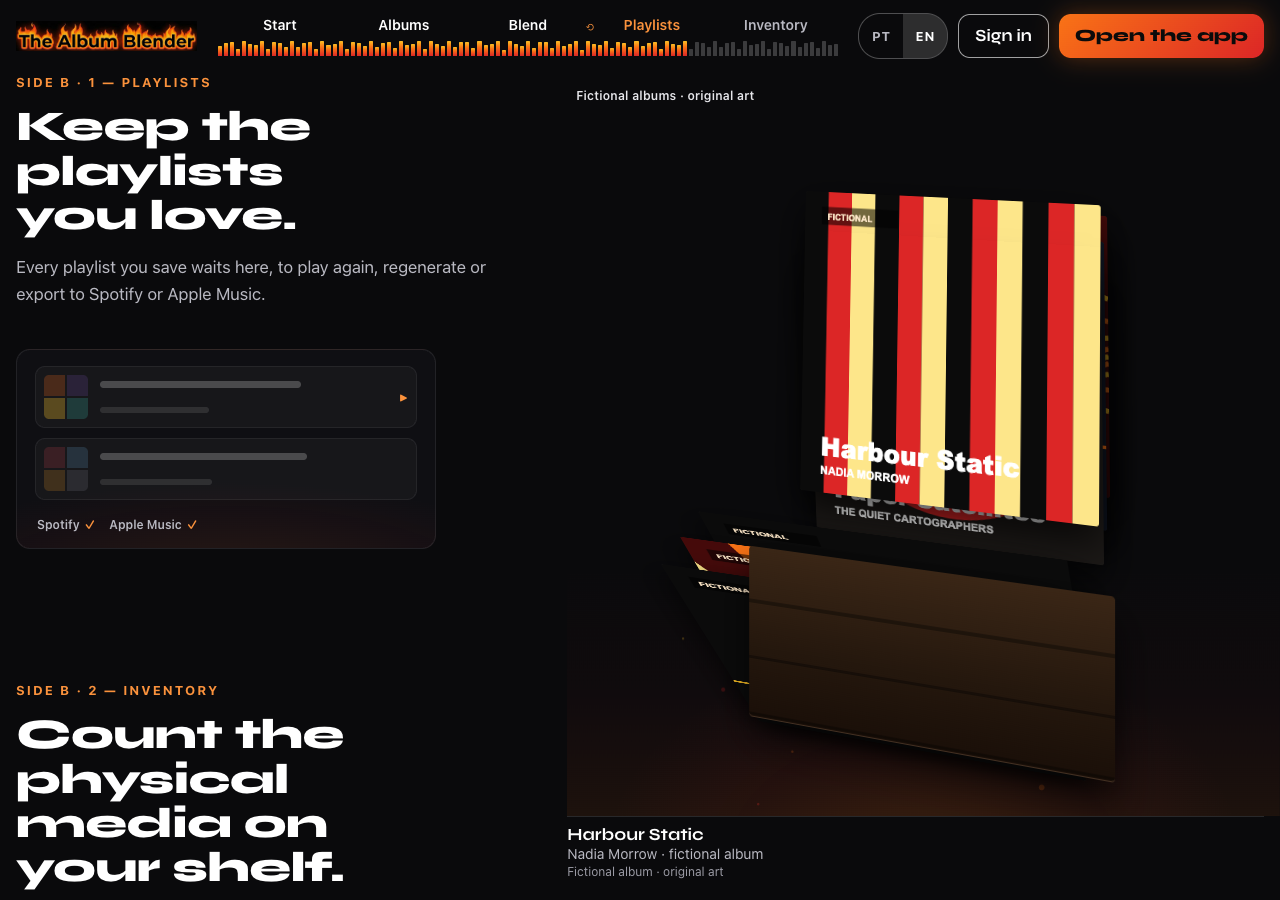 The Album Blender
Start
Albums
Blend
Playlists
Inventory
PT
EN
Sign in
Open the app
SIDE B · 1 — PLAYLISTS
Keep the
playlists
you love.
Every playlist you save waits here, to play again, regenerate or
export to Spotify or Apple Music.
Spotify ✓
Apple Music ✓
SIDE B · 2 — INVENTORY
Count the
physical
media on
your shelf.
Fictional albums · original art
FICTIONAL
Harbour Static
NADIA MORROW
THE QUIET CARTOGRAPHERS
FICTIONAL
Harbour Static
Nadia Morrow · fictional album
Fictional album · original art